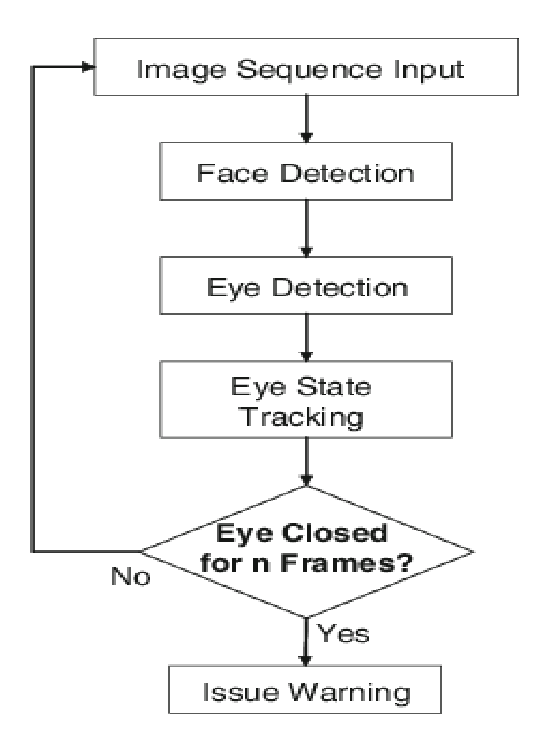 Image Sequence Input
Face Detection
Eye Detection
Eye State
Tracking
Eye Closed
for n Frames?
No
Yes
Issue Warning